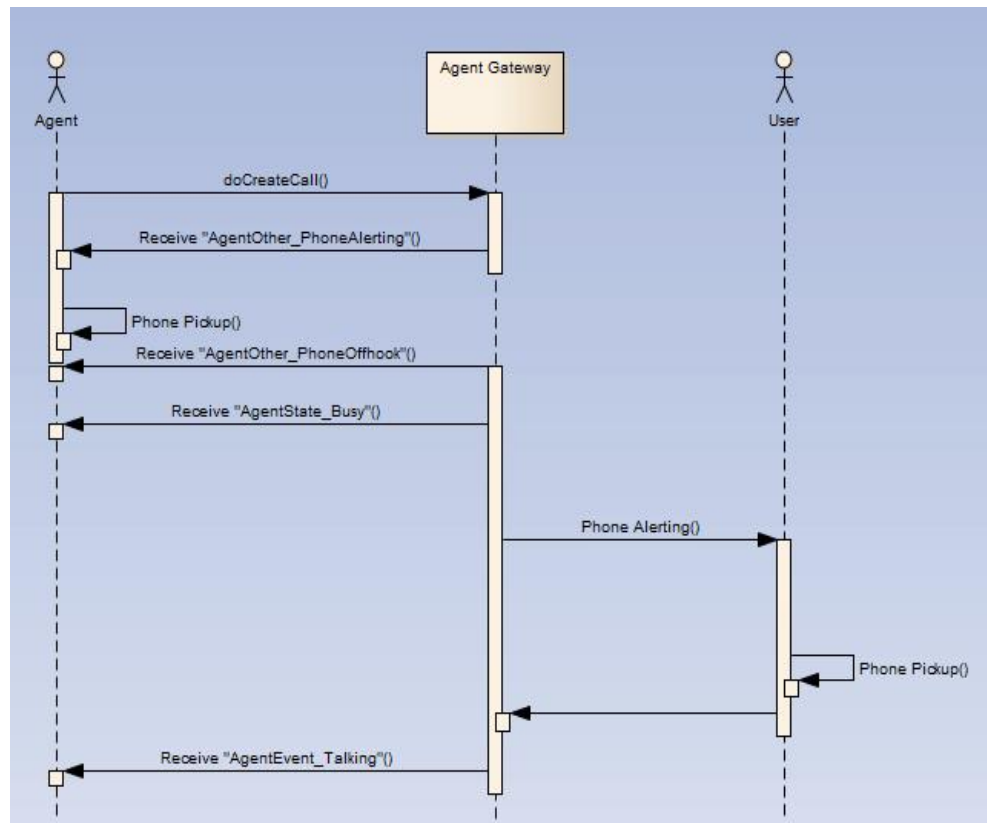 Agent Gateway
Agent
User
doCreateCall()
Receive "AgentOther_PhoneAlerting"()
Phone Pickup()
Receive "AgentOther_PhoneOffhook"()
Receive "AgentState_Busy"()
Phone Alerting()
Phone Pickup()
Receive "AgentEvent_Talking"()